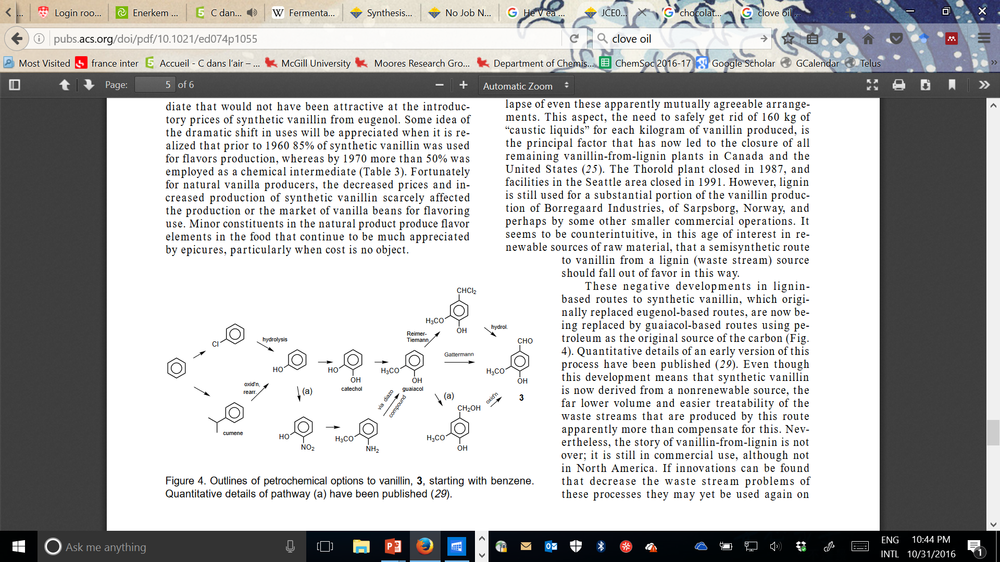 ...
Login roo...
Enerkem ...
C dan...
Fermenta...
Synthesis...
No Job N...
He V ea ...
JCE0...
chocolat...
clove oil ...
pubs.acs.org/doi/pdf/10.1021/ed074p1055
clove oil
Most Visited
france inter
Accueil - C dans l'air – ...
McGill University
Moores Research Gro...
Department of Chemis...
ChemSoc 2016-17
Google Scholar
GCalendar
Telus
Page: 5 of 6
Automatic Zoom
diate that would not have been attractive at the introduc-
tory prices of synthetic vanillin from eugenol. Some idea of
the dramatic shift in uses will be appreciated when it is re-
alized that prior to 1960 85% of synthetic vanillin was used
for flavors production, whereas by 1970 more than 50% was
employed as a chemical intermediate (Table 3). Fortunately
for natural vanilla producers, the decreased prices and in-
creased production of synthetic vanillin scarcely affected
the production or the market of vanilla beans for flavoring
use. Minor constituents in the natural product produce flavor
elements in the food that continue to be much appreciated
by epicures, particularly when cost is no object.
Cl
hydrolysis
HO
oxid'n,
rearr.
cumene
(a)
HO
NO2
HO
OH
catechol
H3CO
NH2
via diazo
compound
H3CO
OH
guaiacol
Reimer-
Tiemann
CHCl2
H3CO
OH
hydrol.
Gattermann
(a)
CH2OH
H3CO
OH
oxid'n
CHO
H3CO
OH
3
Figure 4. Outlines of petrochemical options to vanillin, 3, starting with benzene.
Quantitative details of pathway (a) have been published (29).
lapse of even these apparently mutually agreeable arrange-
ments. This aspect, the need to safely get rid of 160 kg of
“caustic liquids” for each kilogram of vanillin produced, is
the principal factor that has now led to the closure of all
remaining vanillin-from-lignin plants in Canada and the
United States (25). The Thorold plant closed in 1987, and
facilities in the Seattle area closed in 1991. However, lignin
is still used for a substantial portion of the vanillin produc-
tion of Borregaard Industries, of Sarpsborg, Norway, and
perhaps by some other smaller commercial operations. It
seems to be counterintuitive, in this age of interest in re-
newable sources of raw material, that a semisynthetic route
to vanillin from a lignin (waste stream) source
should fall out of favor in this way.
These negative developments in lignin-
based routes to synthetic vanillin, which origi-
nally replaced eugenol-based routes, are now be-
ing replaced by guaiacol-based routes using pe-
troleum as the original source of the carbon (Fig.
4). Quantitative details of an early version of this
process have been published (29). Even though
this development means that synthetic vanillin
is now derived from a nonrenewable source, the
far lower volume and easier treatability of the
waste streams that are produced by this route
apparently more than compensate for this. Nev-
ertheless, the story of vanillin-from-lignin is not
over; it is still in commercial use, although not
in North America. If innovations can be found
that decrease the waste stream problems of
these processes they may yet be used again on
Ask me anything
ENG
INTL
10:44 PM
10/31/2016
1